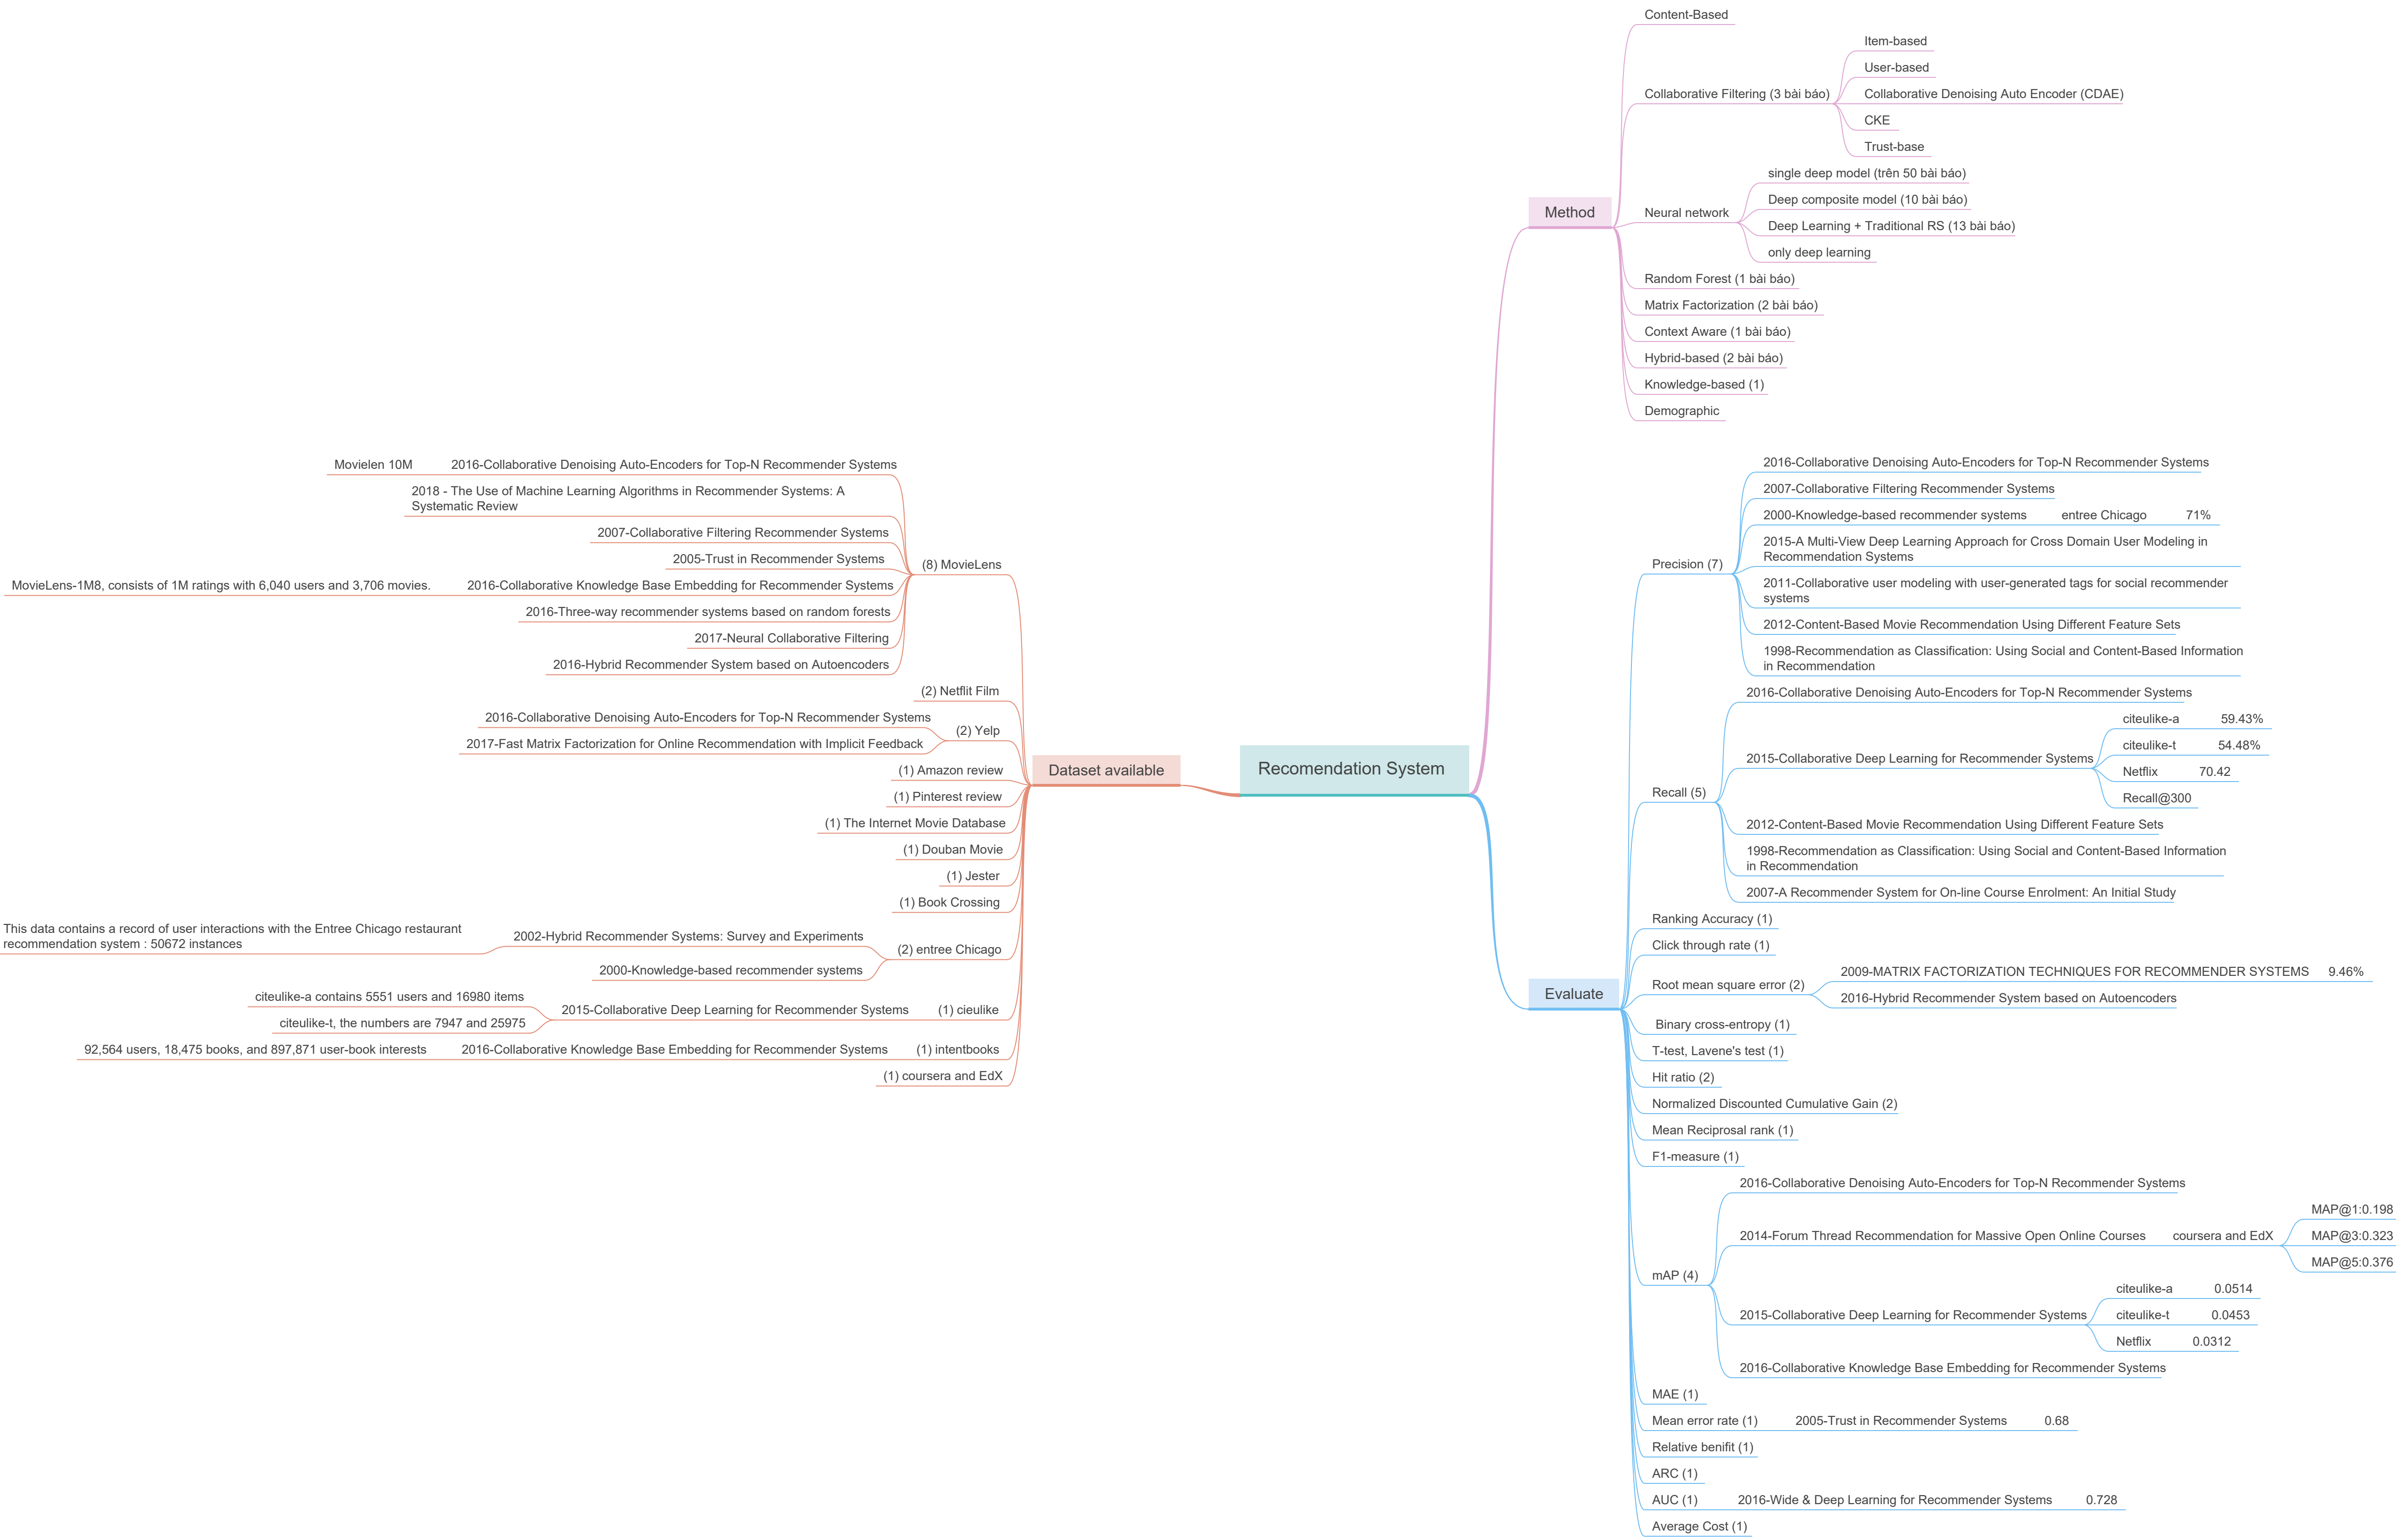 Recomendation System
Method
Content-Based
Collaborative Filtering (3 bài báo)
Item-based
User-based
Collaborative Denoising Auto Encoder (CDAE)
CKE
Trust-base
Neural network
single deep model (trên 50 bài báo)
Deep composite model (10 bài báo)
Deep Learning + Traditional RS (13 bài báo)
only deep learning
Random Forest (1 bài báo)
Matrix Factorization (2 bài báo)
Context Aware (1 bài báo)
Hybrid-based (2 bài báo)
Knowledge-based (1)
Demographic
Evaluate
Precision (7)
2016-Collaborative Denoising Auto-Encoders for Top-N Recommender Systems
2007-Collaborative Filtering Recommender Systems
2000-Knowledge-based recommender systems entree Chicago 71%
2015-A Multi-View Deep Learning Approach for Cross Domain User Modeling in
Recommendation Systems
2011-Collaborative user modeling with user-generated tags for social recommender
systems
2012-Content-Based Movie Recommendation Using Different Feature Sets
1998-Recommendation as Classification: Using Social and Content-Based Information
in Recommendation
Recall (5)
2016-Collaborative Denoising Auto-Encoders for Top-N Recommender Systems
2015-Collaborative Deep Learning for Recommender Systems
citeulike-a 59.43%
citeulike-t 54.48%
Netflix 70.42
Recall@300
2012-Content-Based Movie Recommendation Using Different Feature Sets
1998-Recommendation as Classification: Using Social and Content-Based Information
in Recommendation
2007-A Recommender System for On-line Course Enrolment: An Initial Study
Ranking Accuracy (1)
Click through rate (1)
Root mean square error (2)
2009-MATRIX FACTORIZATION TECHNIQUES FOR RECOMMENDER SYSTEMS 9.46%
2016-Hybrid Recommender System based on Autoencoders
Binary cross-entropy (1)
T-test, Lavene's test (1)
Hit ratio (2)
Normalized Discounted Cumulative Gain (2)
Mean Reciprosal rank (1)
F1-measure (1)
mAP (4)
2016-Collaborative Denoising Auto-Encoders for Top-N Recommender Systems
2014-Forum Thread Recommendation for Massive Open Online Courses coursera and EdX
MAP@1:0.198
MAP@3:0.323
MAP@5:0.376
2015-Collaborative Deep Learning for Recommender Systems
citeulike-a 0.0514
citeulike-t 0.0453
Netflix 0.0312
2016-Collaborative Knowledge Base Embedding for Recommender Systems
MAE (1)
Mean error rate (1) 2005-Trust in Recommender Systems 0.68
Relative benifit (1)
ARC (1)
AUC (1) 2016-Wide & Deep Learning for Recommender Systems 0.728
Average Cost (1)
Dataset available
(8) MovieLens
2016-Collaborative Denoising Auto-Encoders for Top-N Recommender Systems
Movielen 10M
2018 - The Use of Machine Learning Algorithms in Recommender Systems: A
Systematic Review
2007-Collaborative Filtering Recommender Systems
2005-Trust in Recommender Systems
2016-Collaborative Knowledge Base Embedding for Recommender Systems
MovieLens-1M8, consists of 1M ratings with 6,040 users and 3,706 movies.
2016-Three-way recommender systems based on random forests
2017-Neural Collaborative Filtering
2016-Hybrid Recommender System based on Autoencoders
(2) Netflit Film
(2) Yelp
2016-Collaborative Denoising Auto-Encoders for Top-N Recommender Systems
2017-Fast Matrix Factorization for Online Recommendation with Implicit Feedback
(1) Amazon review
(1) Pinterest review
(1) The Internet Movie Database
(1) Douban Movie
(1) Jester
(1) Book Crossing
(2) entree Chicago
2002-Hybrid Recommender Systems: Survey and Experiments
This data contains a record of user interactions with the Entree Chicago restaurant
recommendation system : 50672 instances
2000-Knowledge-based recommender systems
(1) cieulike
2015-Collaborative Deep Learning for Recommender Systems
citeulike-a contains 5551 users and 16980 items
citeulike-t, the numbers are 7947 and 25975
(1) intentbooks
2016-Collaborative Knowledge Base Embedding for Recommender Systems
92,564 users, 18,475 books, and 897,871 user-book interests
(1) coursera and EdX